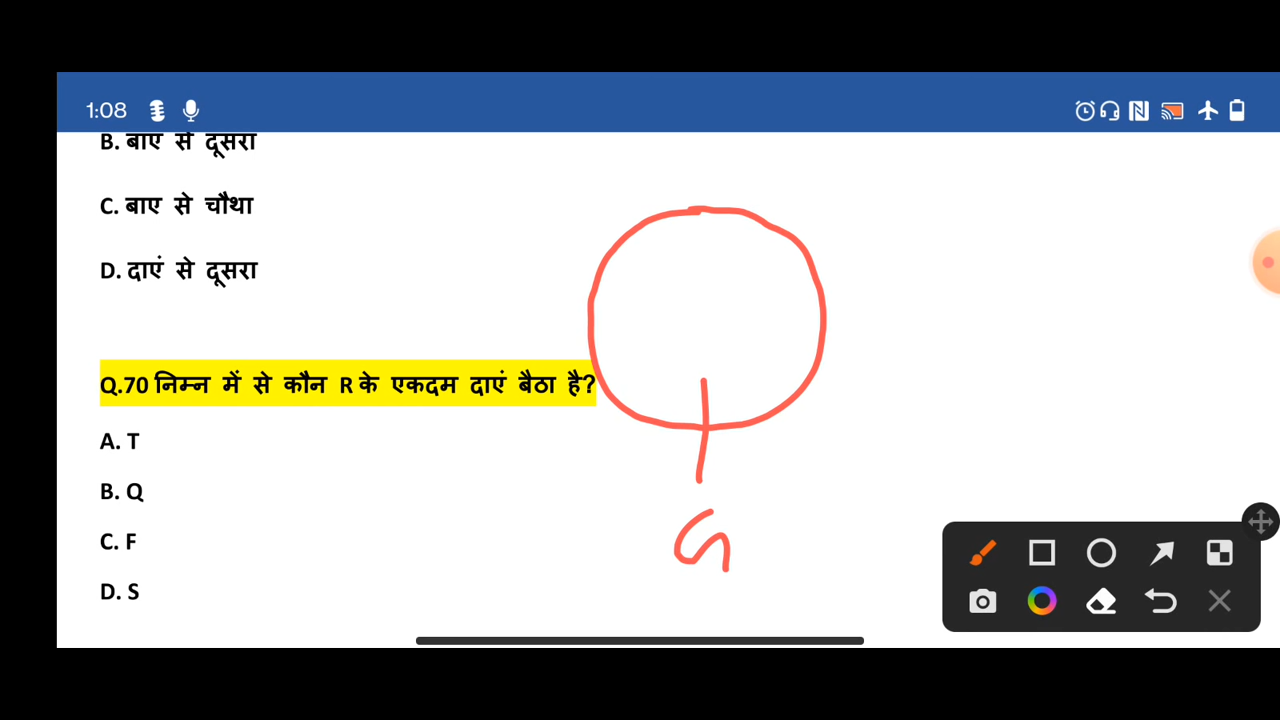 1:08
B. बाए से दूसरा
C. बाए से चौथा
D. दाएं से दूसरा
Q.70 निम्न में से कौन R के एकदम दाएं बैठा है?
A. T
B. Q
C. F
D. S